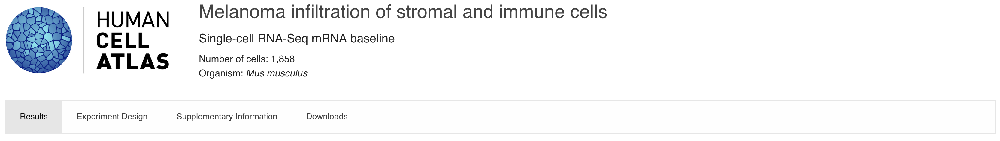 HUMAN
CELL
ATLAS
Melanoma infiltration of stromal and immune cells
Single-cell RNA-Seq mRNA baseline
Number of cells: 1,858
Organism: Mus musculus
Results
Experiment Design
Supplementary Information
Downloads